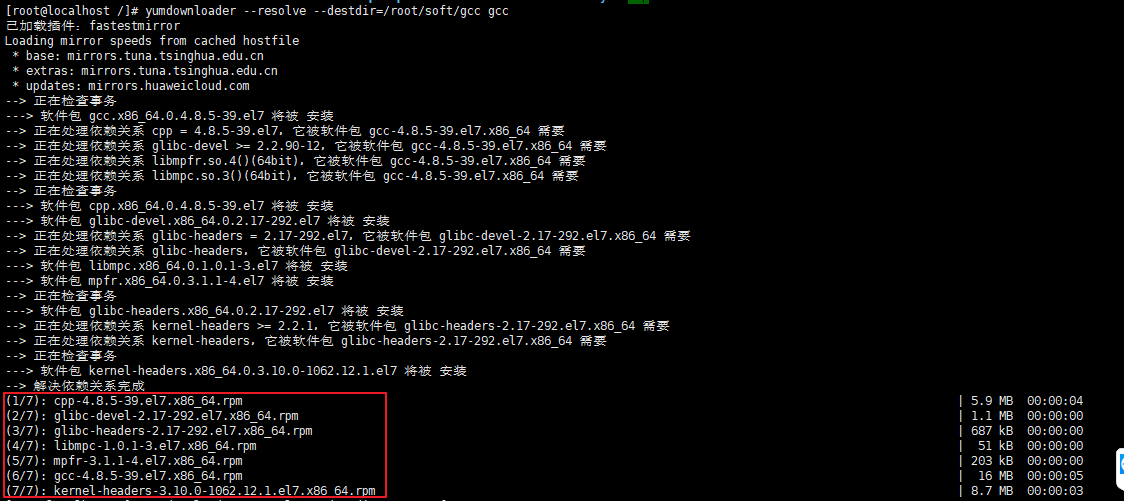 [root@localhost /]# yumdownloader --resolve --destdir=/root/soft/gcc gcc
已加载插件：fastestmirror
Loading mirror speeds from cached hostfile
 * base: mirrors.tuna.tsinghua.edu.cn
 * extras: mirrors.tuna.tsinghua.edu.cn
 * updates: mirrors.huaweicloud.com
--> 正在检查事务
---> 软件包 gcc.x86_64.0.4.8.5-39.el7 将被 安装
--> 正在处理依赖关系 cpp = 4.8.5-39.el7，它被软件包 gcc-4.8.5-39.el7.x86_64 需要
--> 正在处理依赖关系 glibc-devel >= 2.2.90-12，它被软件包 gcc-4.8.5-39.el7.x86_64 需要
--> 正在处理依赖关系 libmpfr.so.4()(64bit)，它被软件包 gcc-4.8.5-39.el7.x86_64 需要
--> 正在处理依赖关系 libmpc.so.3()(64bit)，它被软件包 gcc-4.8.5-39.el7.x86_64 需要
--> 正在检查事务
---> 软件包 cpp.x86_64.0.4.8.5-39.el7 将被 安装
---> 软件包 glibc-devel.x86_64.0.2.17-292.el7 将被 安装
--> 正在处理依赖关系 glibc-headers = 2.17-292.el7，它被软件包 glibc-devel-2.17-292.el7.x86_64 需要
--> 正在处理依赖关系 glibc-headers，它被软件包 glibc-devel-2.17-292.el7.x86_64 需要
---> 软件包 libmpc.x86_64.0.1.0.1-3.el7 将被 安装
---> 软件包 mpfr.x86_64.0.3.1.1-4.el7 将被 安装
--> 正在检查事务
---> 软件包 glibc-headers.x86_64.0.2.17-292.el7 将被 安装
--> 正在处理依赖关系 kernel-headers >= 2.2.1，它被软件包 glibc-headers-2.17-292.el7.x86_64 需要
--> 正在处理依赖关系 kernel-headers，它被软件包 glibc-headers-2.17-292.el7.x86_64 需要
--> 正在检查事务
---> 软件包 kernel-headers.x86_64.0.3.10.0-1062.12.1.el7 将被 安装
--> 解决依赖关系完成
(1/7): cpp-4.8.5-39.el7.x86_64.rpm | 5.9 MB 00:00:04
(2/7): glibc-devel-2.17-292.el7.x86_64.rpm | 1.1 MB 00:00:00
(3/7): glibc-headers-2.17-292.el7.x86_64.rpm | 687 kB 00:00:00
(4/7): libmpc-1.0.1-3.el7.x86_64.rpm | 51 kB 00:00:00
(5/7): mpfr-3.1.1-4.el7.x86_64.rpm | 203 kB 00:00:00
(6/7): gcc-4.8.5-39.el7.x86_64.rpm | 16 MB 00:00:05
(7/7): kernel-headers-3.10.0-1062.12.1.el7.x86_64.rpm | 8.7 MB 00:00:03